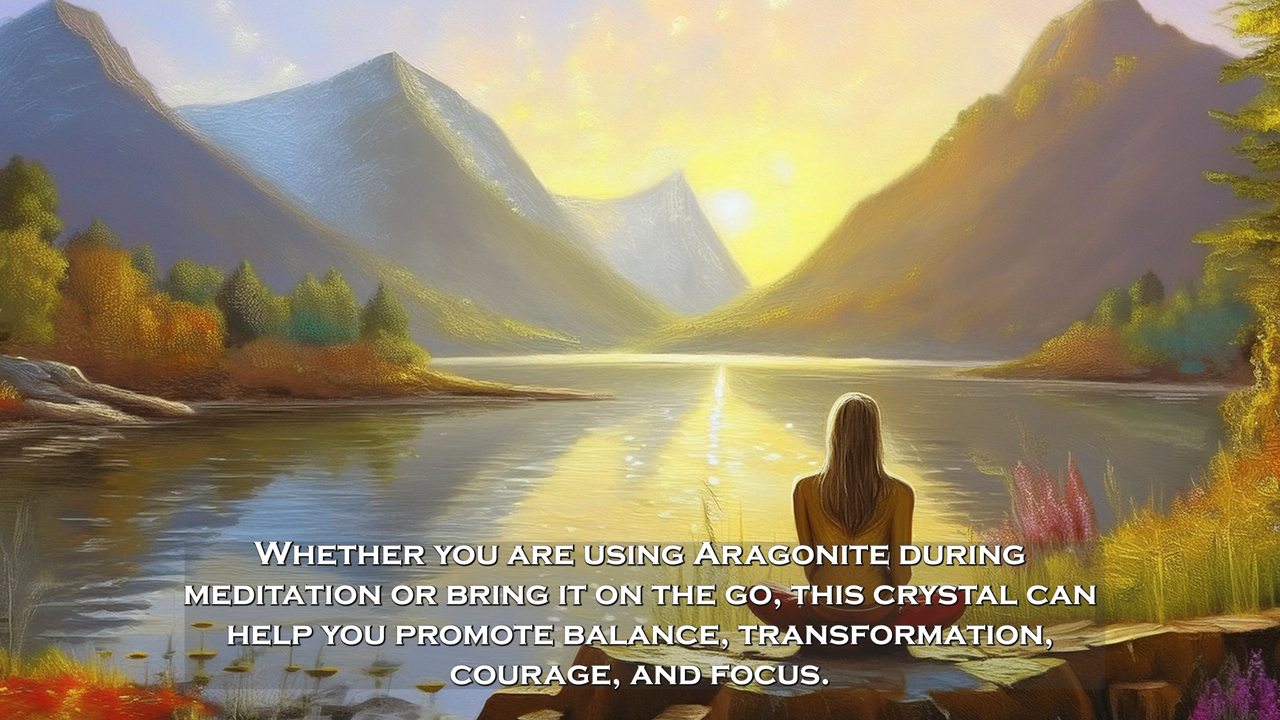 Whether you are using Aragonite during
meditation or bring it on the go, this crystal can
help you promote balance, transformation,
courage, and focus.